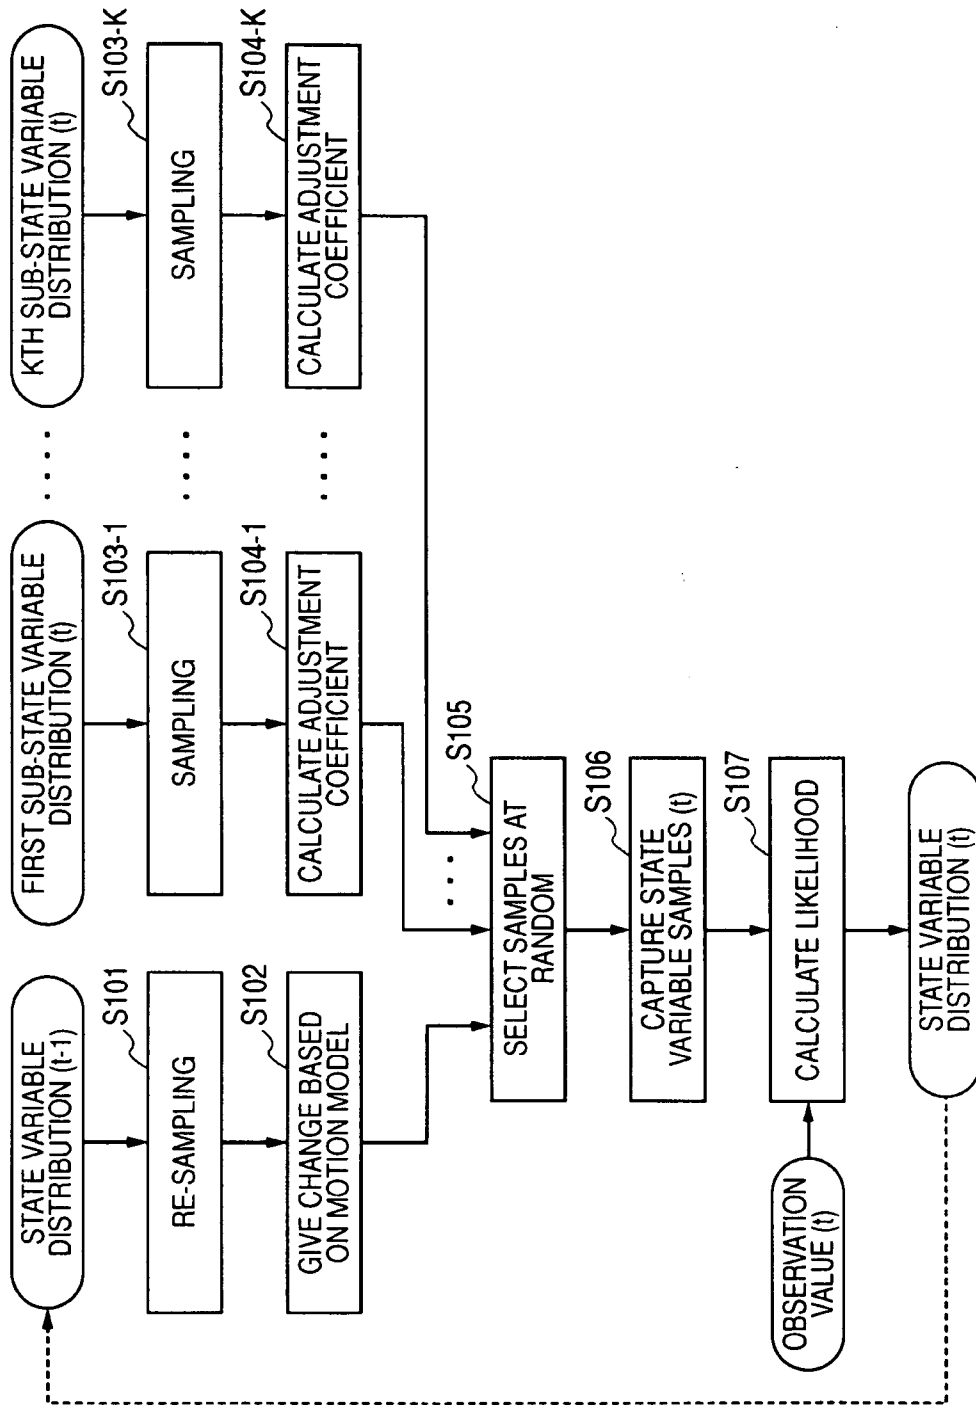 STATE VARIABLE
DISTRIBUTION (t-1)
S101
RE-SAMPLING
S102
GIVE CHANGE BASED
ON MOTION MODEL
FIRST SUB-STATE VARIABLE
DISTRIBUTION (t)
S103-1
SAMPLING
S104-1
CALCULATE ADJUSTMENT
COEFFICIENT
....
....
....
KTH SUB-STATE VARIABLE
DISTRIBUTION (t)
S103-K
SAMPLING
S104-K
CALCULATE ADJUSTMENT
COEFFICIENT
...
S105
SELECT SAMPLES AT
RANDOM
S106
CAPTURE STATE
VARIABLE SAMPLES (t)
S107
CALCULATE LIKELIHOOD
OBSERVATION
VALUE (t)
STATE VARIABLE
DISTRIBUTION (t)